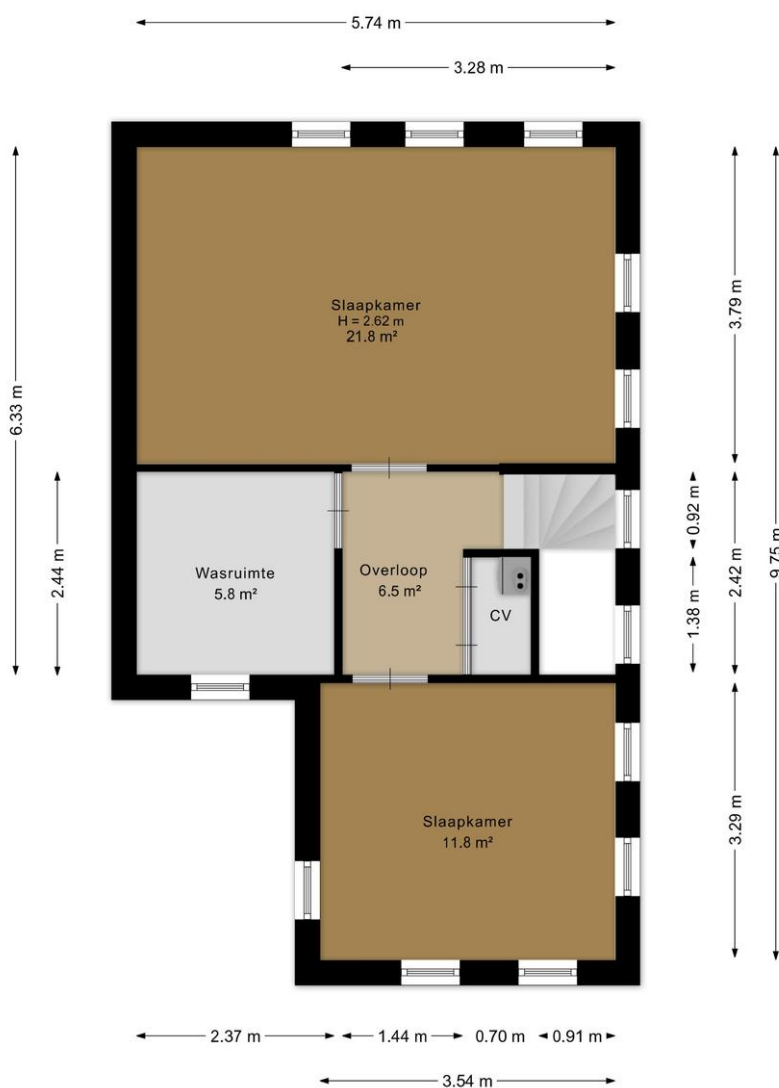 5.74 m
3.28 m
Slaapkamer
H = 2.62 m
21.8 m²
3.79 m
6.33 m
9.75 m
0.92 m
2.42 m
2.44 m
1.38 m
Wasruimte
5.8 m²
Overloop
6.5 m²
CV
Slaapkamer
11.8 m²
3.29 m
2.37 m
1.44 m
0.70 m
0.91 m
3.54 m